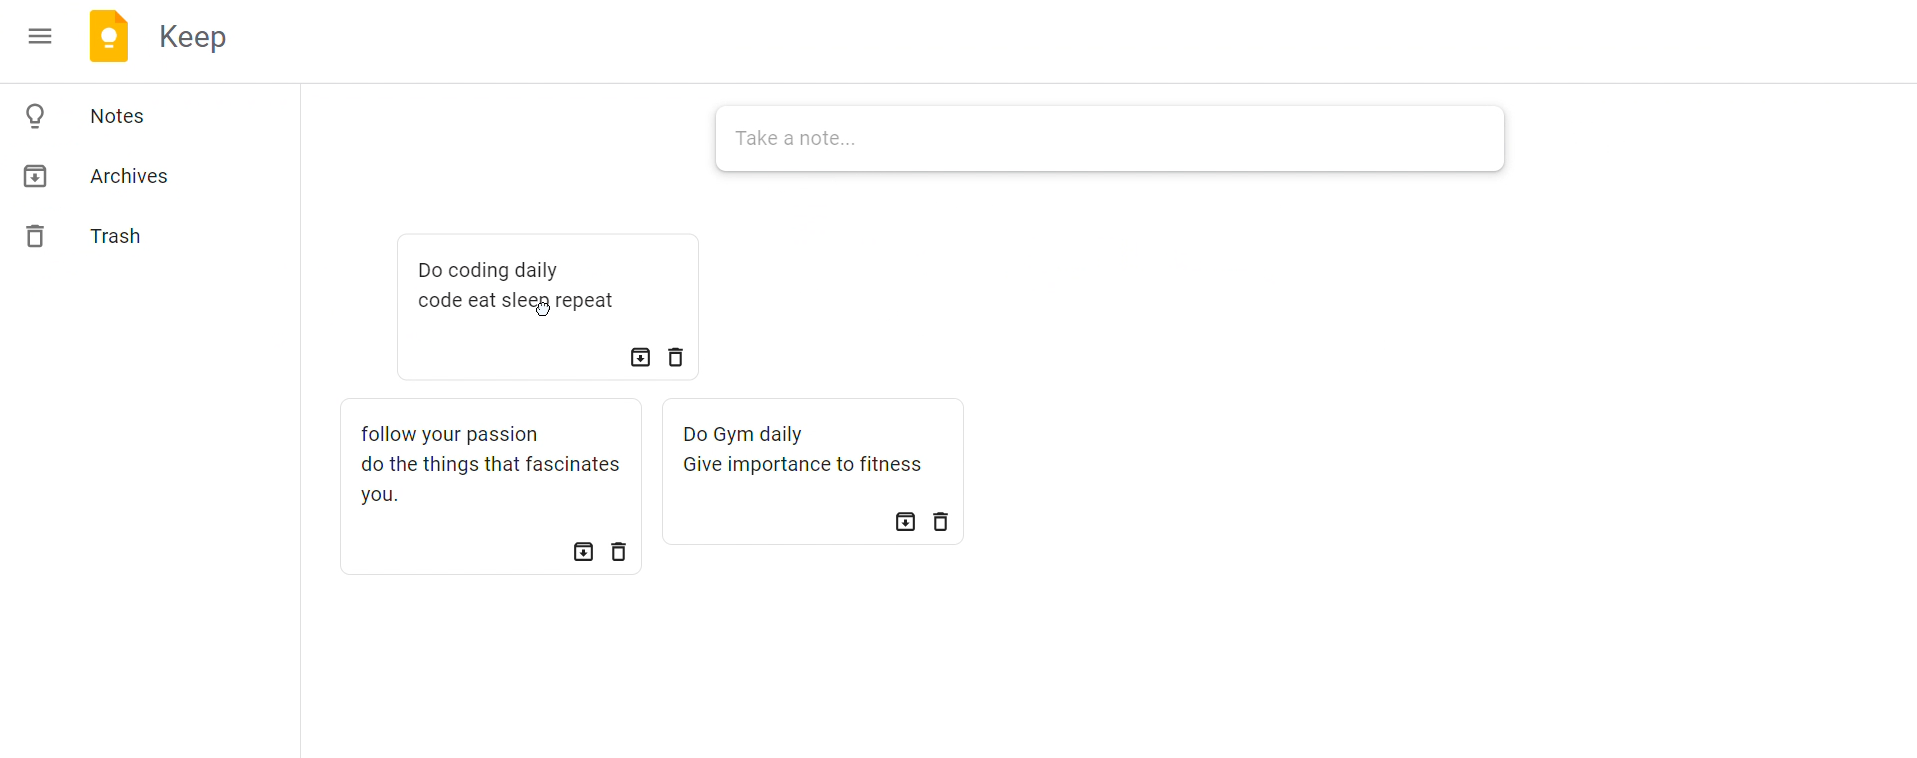 Keep
Notes
Archives
Trash
Take a note...
Do coding daily
code eat sleep repeat
follow your passion
do the things that fascinates
you.
Do Gym daily
Give importance to fitness